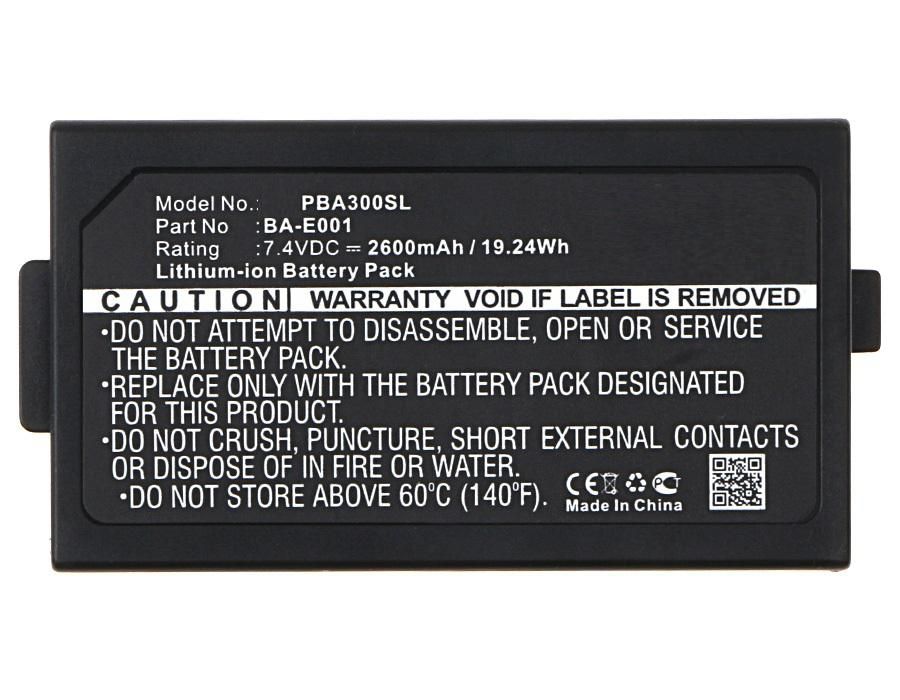 Model No.: PBA300SL
Part No :BA-E001
Rating :7.4VDC ⎓ 2600mAh / 19.24Wh
Lithium-ion Battery Pack
CAUTION| WARRANTY VOID IF LABEL IS REMOVED
•DO NOT ATTEMPT TO DISASSEMBLE, OPEN OR SERVICE
THE BATTERY PACK.
•REPLACE ONLY WITH THE BATTERY PACK DESIGNATED
FOR THIS PRODUCT.
•DO NOT CRUSH, PUNCTURE, SHORT EXTERNAL CONTACTS
OR DISPOSE OF IN FIRE OR WATER.
•DO NOT STORE ABOVE 60°C (140°F).
CE
Made In China